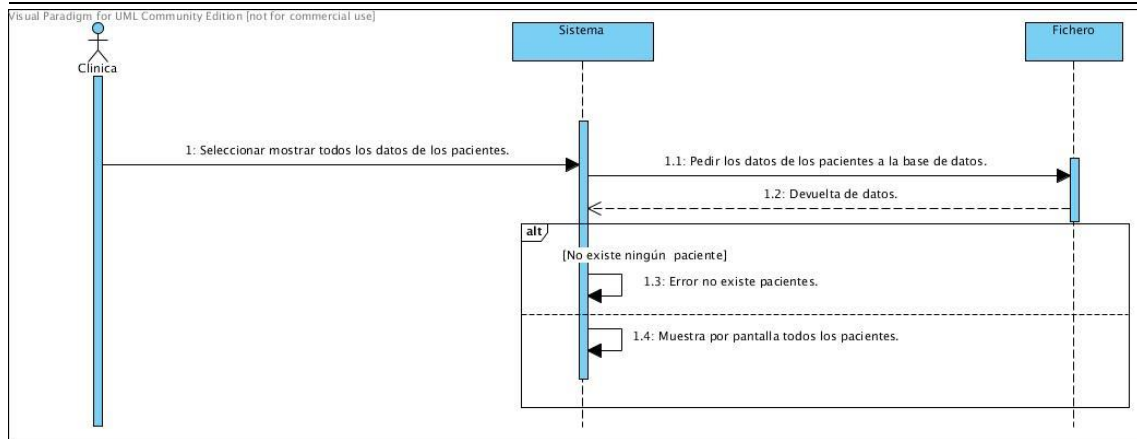 Visual Paradigm for UML Community Edition [not for commercial use]
Clinica
Sistema
Fichero
1: Seleccionar mostrar todos los datos de los pacientes.
1.1: Pedir los datos de los pacientes a la base de datos.
1.2: Devuelta de datos.
alt
[No existe ningún paciente]
1.3: Error no existe pacientes.
1.4: Muestra por pantalla todos los pacientes.